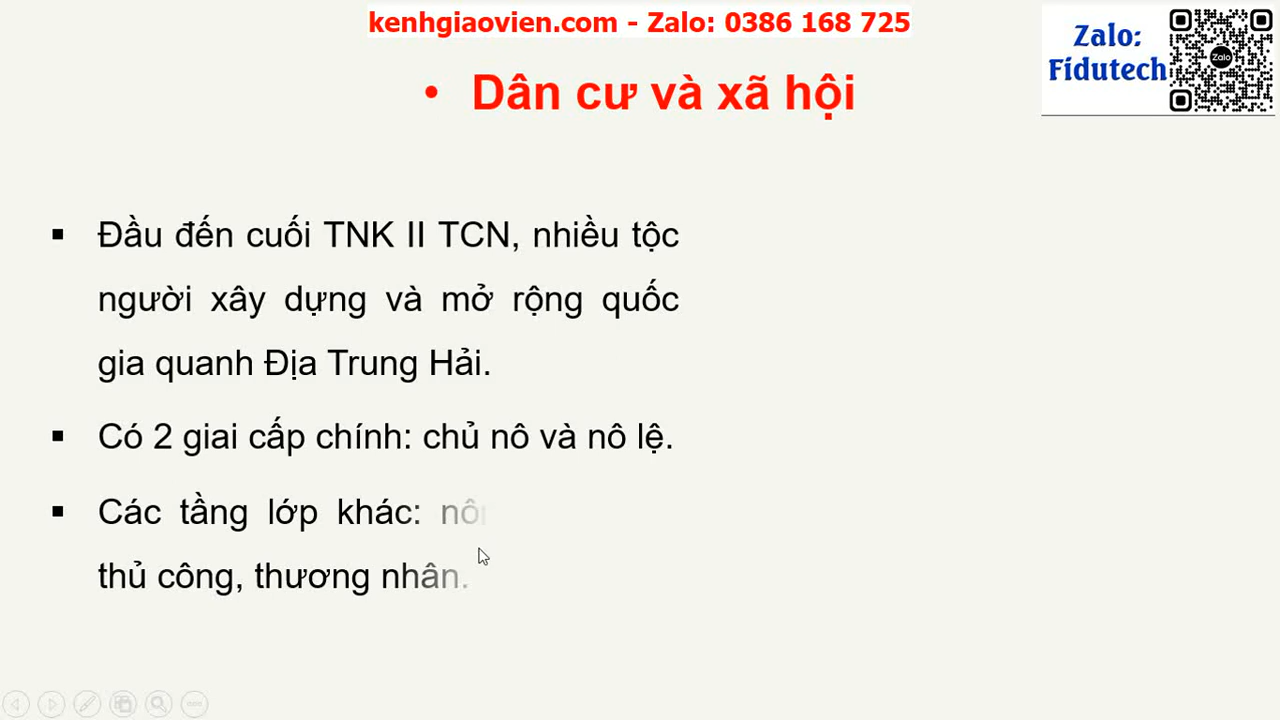 kenhgiaovien.com - Zalo: 0386 168 725
Zalo:
Fidutech
Zalo
• Dân cư và xã hội
▪ Đầu đến cuối TNK II TCN, nhiều tộc
người xây dựng và mở rộng quốc
gia quanh Địa Trung Hải.
▪ Có 2 giai cấp chính: chủ nô và nô lệ.
▪ Các tầng lớp khác:
thủ công, thương nhân.